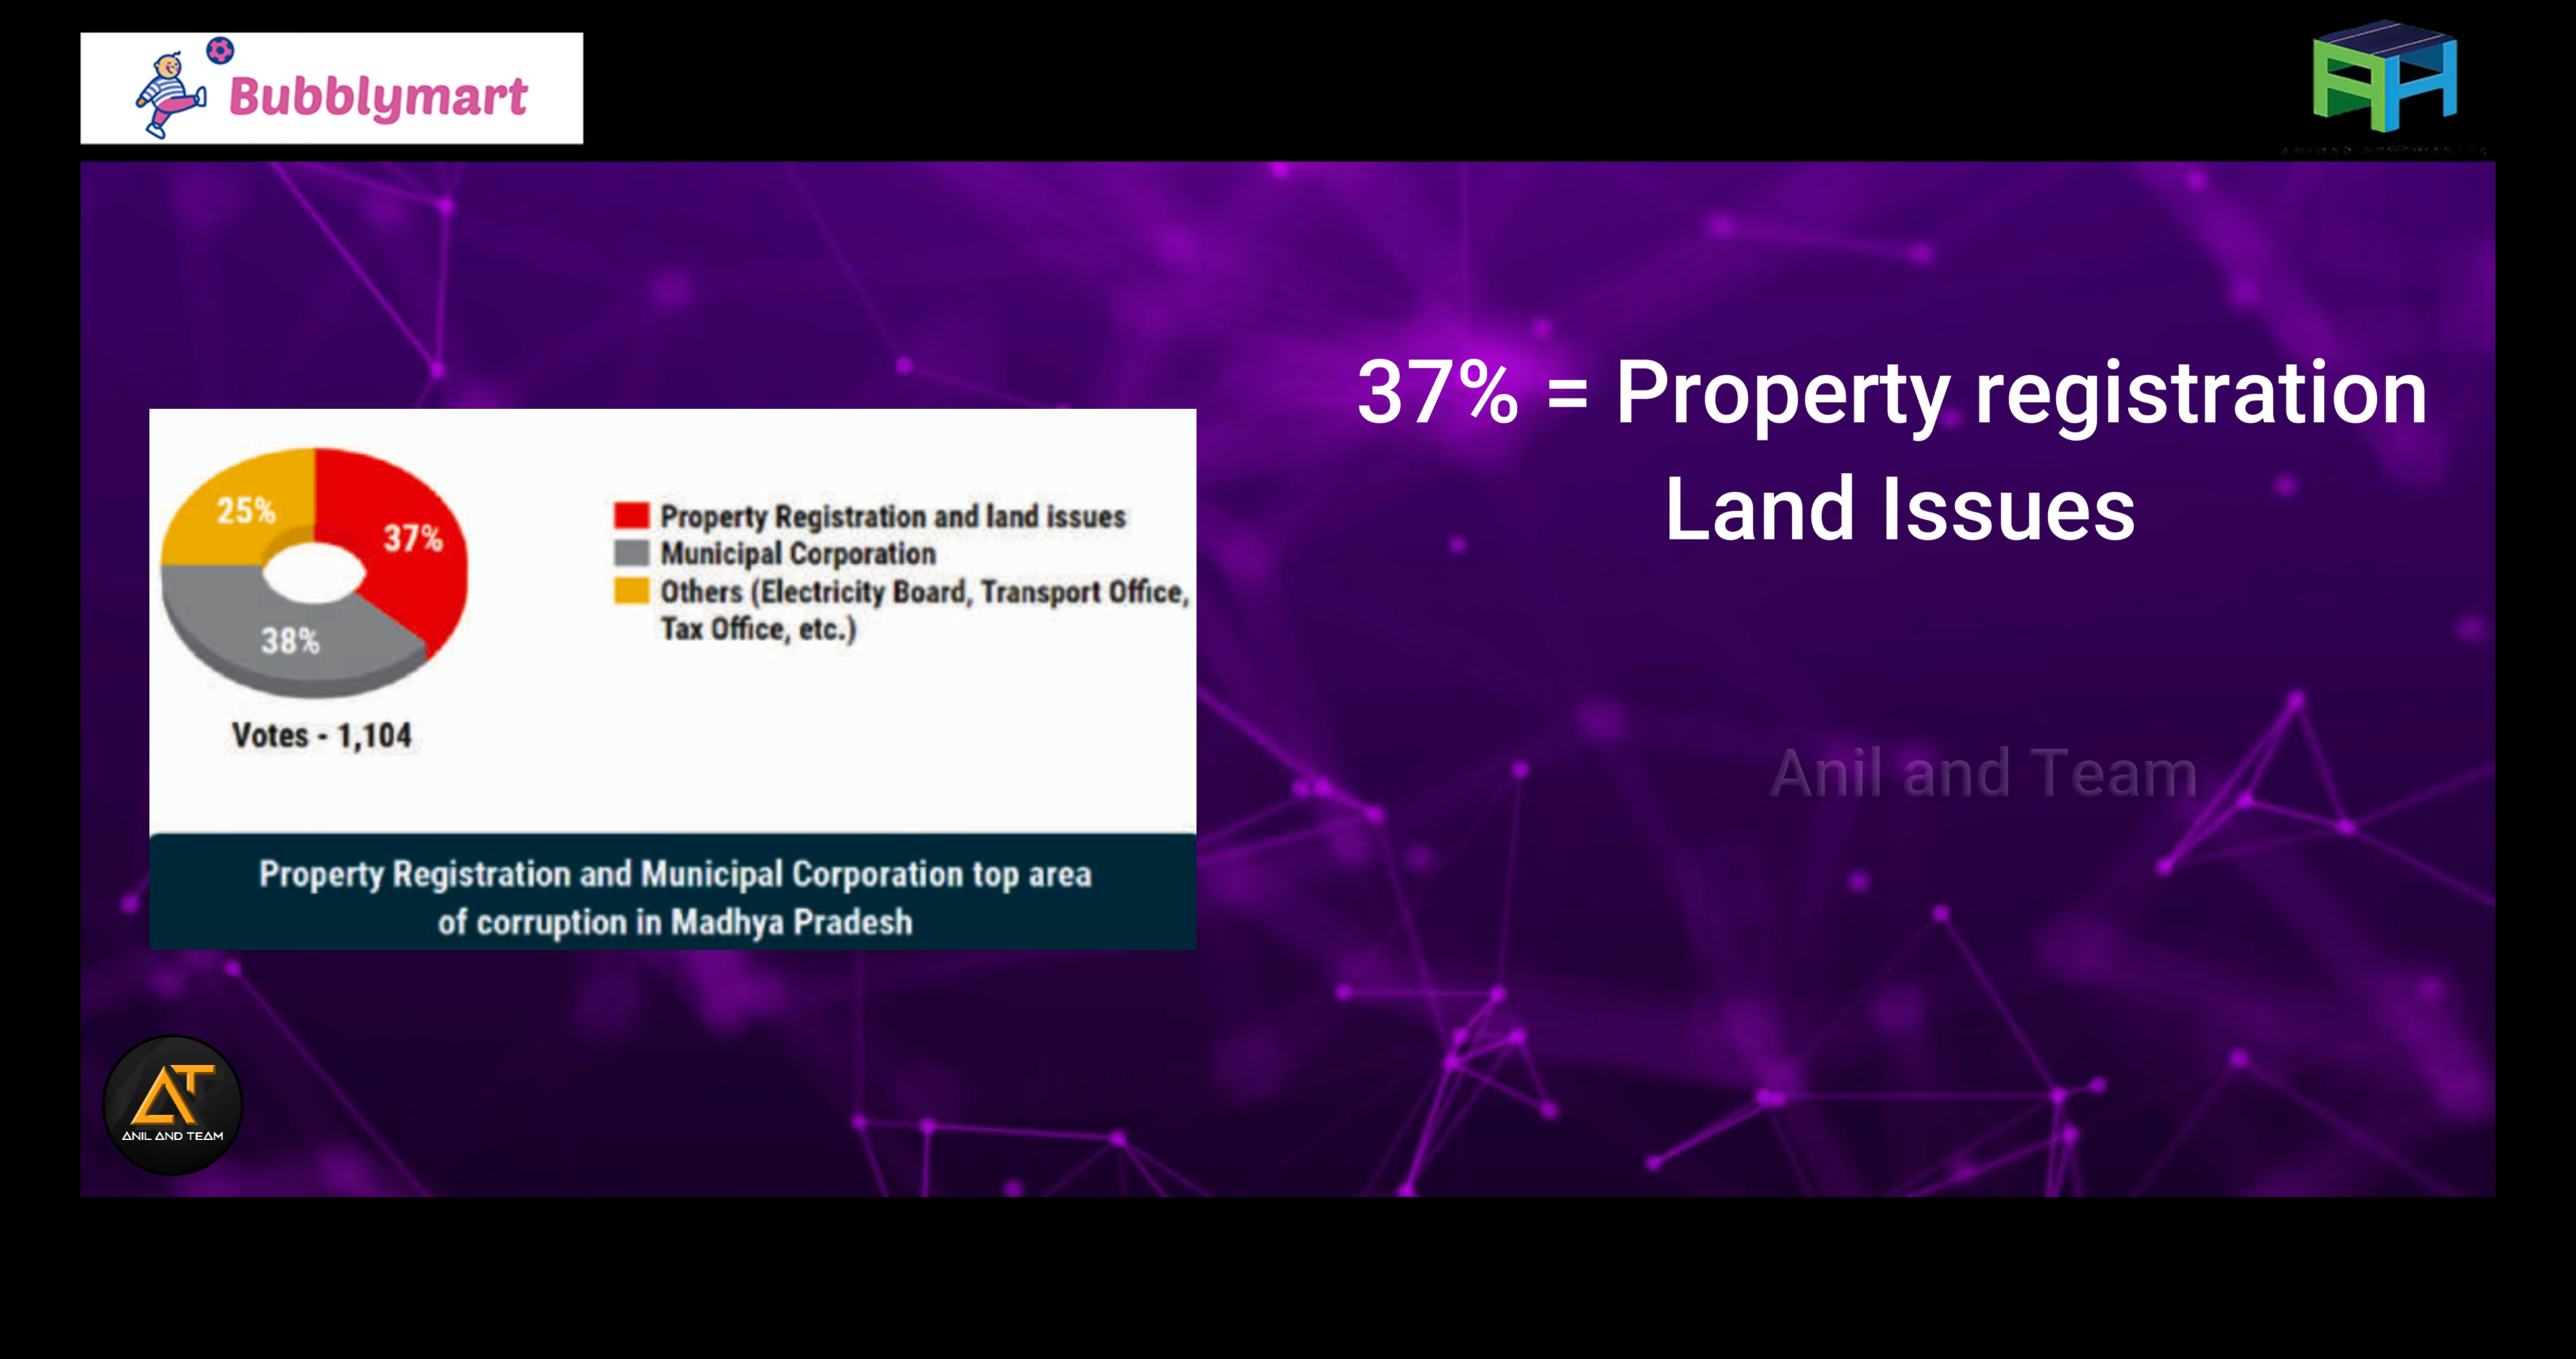 Bubblymart
37% = Property registration
Land Issues
25%
37%
38%
Property Registration and land issues
Municipal Corporation
Others (Electricity Board, Transport Office,
Tax Office, etc.)
Votes - 1,104
Anil and Team
Property Registration and Municipal Corporation top area
of corruption in Madhya Pradesh
AT
ANIL AND TEAM